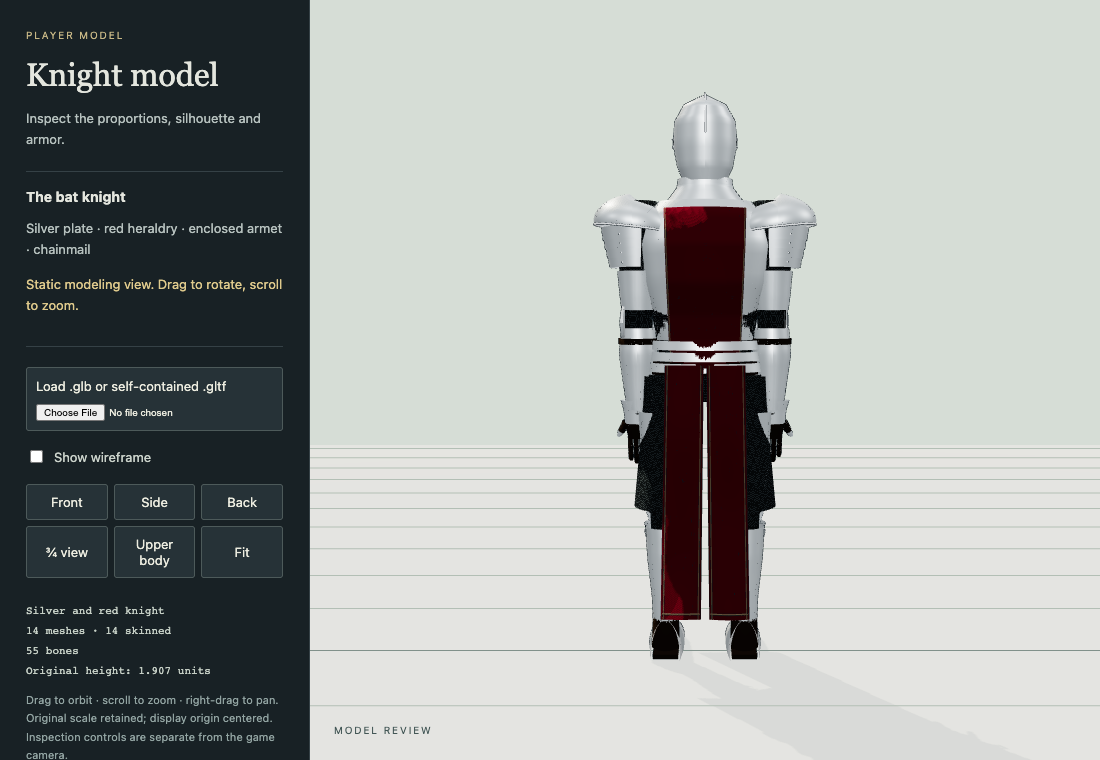 PLAYER MODEL
Knight model
Inspect the proportions, silhouette and
armor.
The bat knight
Silver plate · red heraldry · enclosed armet
· chainmail
Static modeling view. Drag to rotate, scroll
to zoom.
Load .glb or self-contained .gltf
Choose File No file chosen
Show wireframe
Front Side Back
¾ view Upper body Fit
Silver and red knight
14 meshes · 14 skinned
55 bones
Original height: 1.907 units
Drag to orbit · scroll to zoom · right-drag to pan.
Original scale retained; display origin centered.
Inspection controls are separate from the game
camera.
MODEL REVIEW